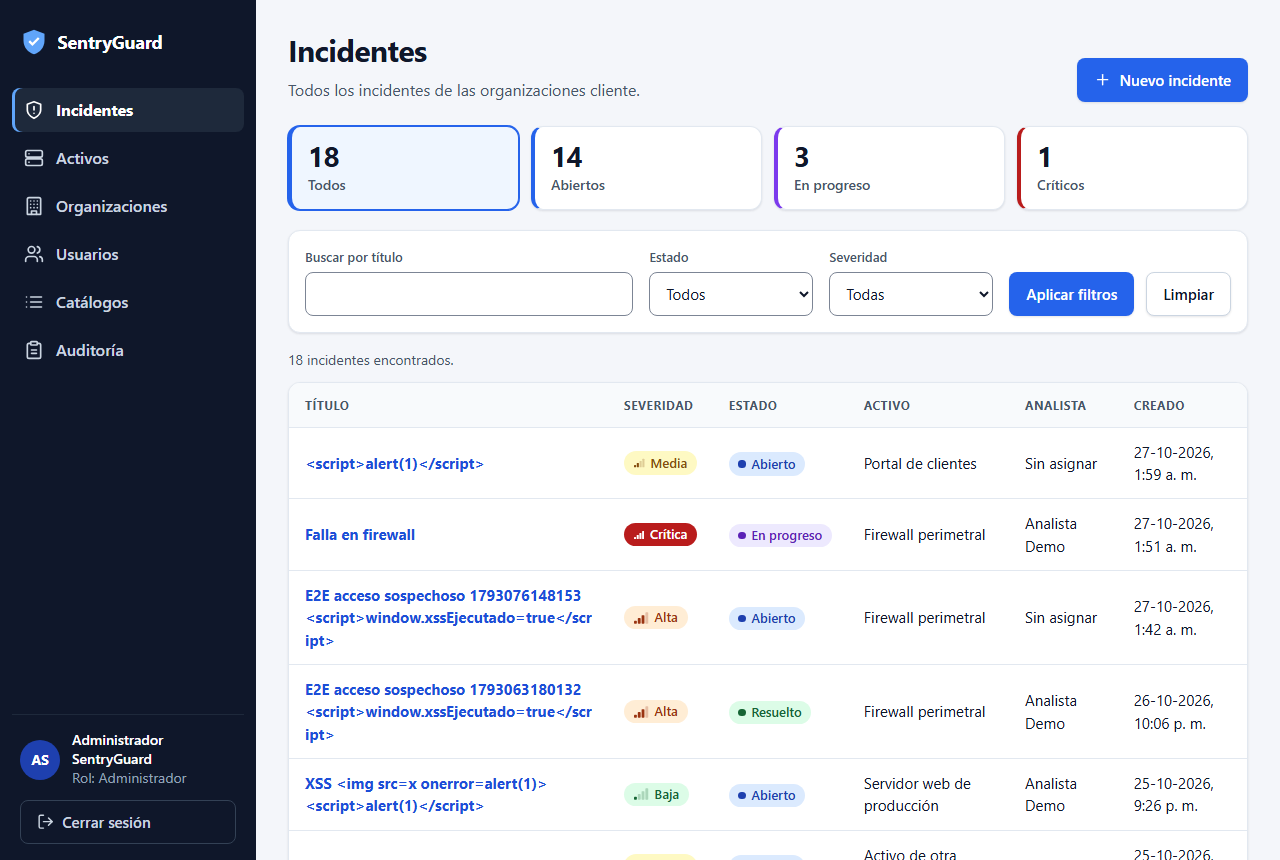 SentryGuard
Incidentes
Activos
Organizaciones
Usuarios
Catálogos
Auditoría
AS
Administrador
SentryGuard
Rol: Administrador
Cerrar sesión
Incidentes
Todos los incidentes de las organizaciones cliente.
+ Nuevo incidente
18
Todos
14
Abiertos
3
En progreso
1
Críticos
Buscar por título
Estado
Severidad
Todos
Todas
Aplicar filtros
Limpiar
18 incidentes encontrados.
TÍTULO SEVERIDAD ESTADO ACTIVO ANALISTA CREADO
<script>alert(1)</script> Media Abierto Portal de clientes Sin asignar 27-10-2026,
1:59 a. m.
Falla en firewall Crítica En progreso Firewall perimetral Analista
Demo 27-10-2026,
1:51 a. m.
E2E acceso sospechoso 1793076148153
<script>window.xssEjecutado=true</scr
ipt> Alta Abierto Firewall perimetral Sin asignar 27-10-2026,
1:42 a. m.
E2E acceso sospechoso 1793063180132
<script>window.xssEjecutado=true</scr
ipt> Alta Resuelto Firewall perimetral Analista
Demo 26-10-2026,
10:06 p. m.
XSS <img src=x onerror=alert(1)>
<script>alert(1)</script> Baja Abierto Servidor web de
producción Analista
Demo 25-10-2026,
9:26 p. m.
Activo de otra 25-10-2026,